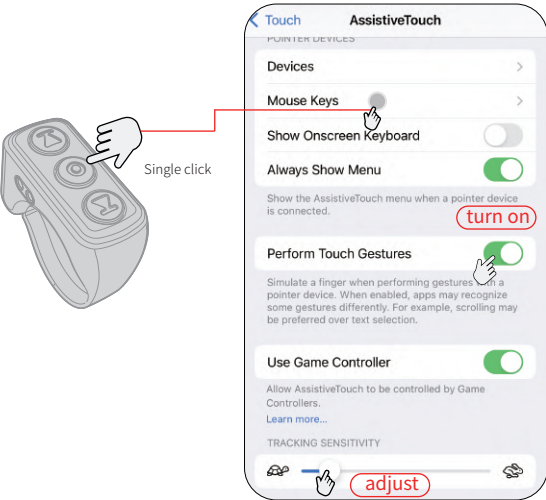 Touch
AssistiveTouch
POINTER DEVICES
Devices
Mouse Keys
Show Onscreen Keyboard
Single click
Always Show Menu
Show the AssistiveTouch menu when a pointer device
is connected.
turn on
Perform Touch Gestures
Simulate a finger when performing gestures with a
pointer device. When enabled, apps may recognize
some gestures differently. For example, scrolling may
be preferred over text selection.
Use Game Controller
Allow AssistiveTouch to be controlled by Game
Controllers.
Learn more...
TRACKING SENSITIVITY
adjust